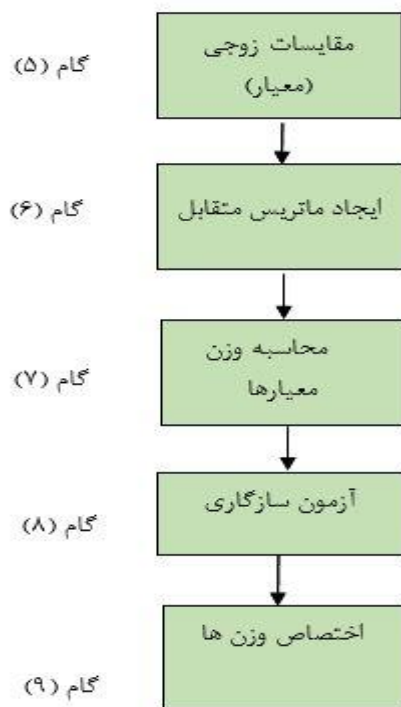 مقایسات زوجی
(معیار)
گام (۵)
ایجاد ماتریس متقابل
گام (۶)
محاسبه وزن
معیارها
گام (۷)
آزمون سازگاری
گام (۸)
اختصاص وزن ها
گام (۹)